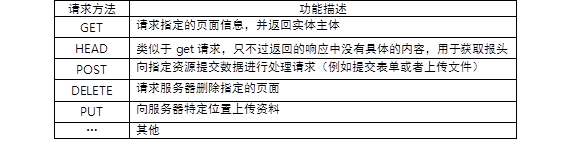 请求方法 功能描述
GET 请求指定的页面信息，并返回实体主体
HEAD 类似于 get 请求，只不过返回的响应中没有具体的内容，用于获取报头
POST 向指定资源提交数据进行处理请求（例如提交表单或者上传文件）
DELETE 请求服务器删除指定的页面
PUT 向服务器特定位置上传资料
… 其他